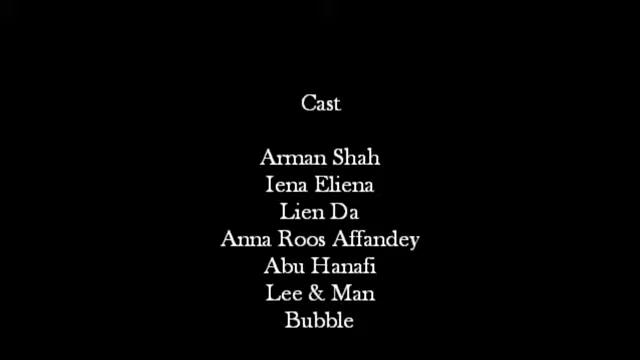 Cast
Arman Shah
Iena Eliena
Lien Da
Anna Roos Affandey
Abu Hanafi
Lee & Man
Bubble